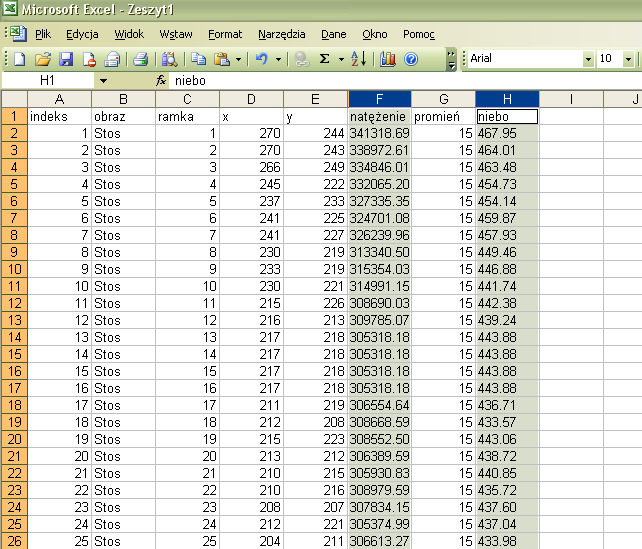 Microsoft Excel - Zeszyt1
Plik Edycja Widok Wstaw Format Narzędzia Dane Okno Pomoc
Arial 10
H1 fx niebo
A B C D E F G H I J
1 indeks obraz ramka x y natężenie promień niebo
2 1 Stos 1 270 244 341318.69 15 467.95
3 2 Stos 2 270 243 338972.61 15 464.01
4 3 Stos 3 266 249 334846.01 15 463.48
5 4 Stos 4 245 222 332065.20 15 454.73
6 5 Stos 5 237 233 327335.35 15 454.14
7 6 Stos 6 241 225 324701.08 15 459.87
8 7 Stos 7 241 227 326239.96 15 457.93
9 8 Stos 8 230 219 313340.50 15 449.46
10 9 Stos 9 233 219 315354.03 15 446.88
11 10 Stos 10 230 221 314991.15 15 441.74
12 11 Stos 11 215 226 308690.03 15 442.38
13 12 Stos 12 216 213 309785.07 15 439.24
14 13 Stos 13 217 218 305318.18 15 443.88
15 14 Stos 14 217 218 305318.18 15 443.88
16 15 Stos 15 217 218 305318.18 15 443.88
17 16 Stos 16 217 218 305318.18 15 443.88
18 17 Stos 17 211 219 306554.64 15 436.71
19 18 Stos 18 212 208 308668.59 15 433.57
20 19 Stos 19 215 223 308552.50 15 443.06
21 20 Stos 20 213 212 306389.59 15 438.72
22 21 Stos 21 210 215 305930.83 15 440.85
23 22 Stos 22 210 216 308979.59 15 435.72
24 23 Stos 23 208 207 307834.15 15 437.60
25 24 Stos 24 212 221 305374.99 15 437.04
26 25 Stos 25 204 211 306613.27 15 433.98